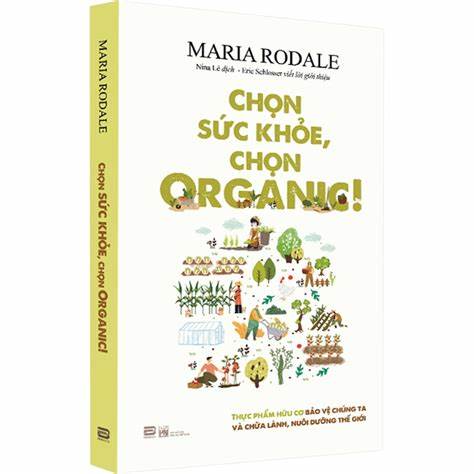 MARIA RODALE
Nina Lê dịch - Eric Schlosser viết lời giới thiệu
CHỌN
SỨC KHỎE,
CHỌN
ORGANIC!
THỰC PHẨM HỮU CƠ BẢO VỆ CHÚNG TA
VÀ CHỮA LÀNH, NUÔI DƯỠNG THẾ GIỚI
MARIA RODALE
CHỌN SỨC KHỎE, CHỌN ORGANIC!